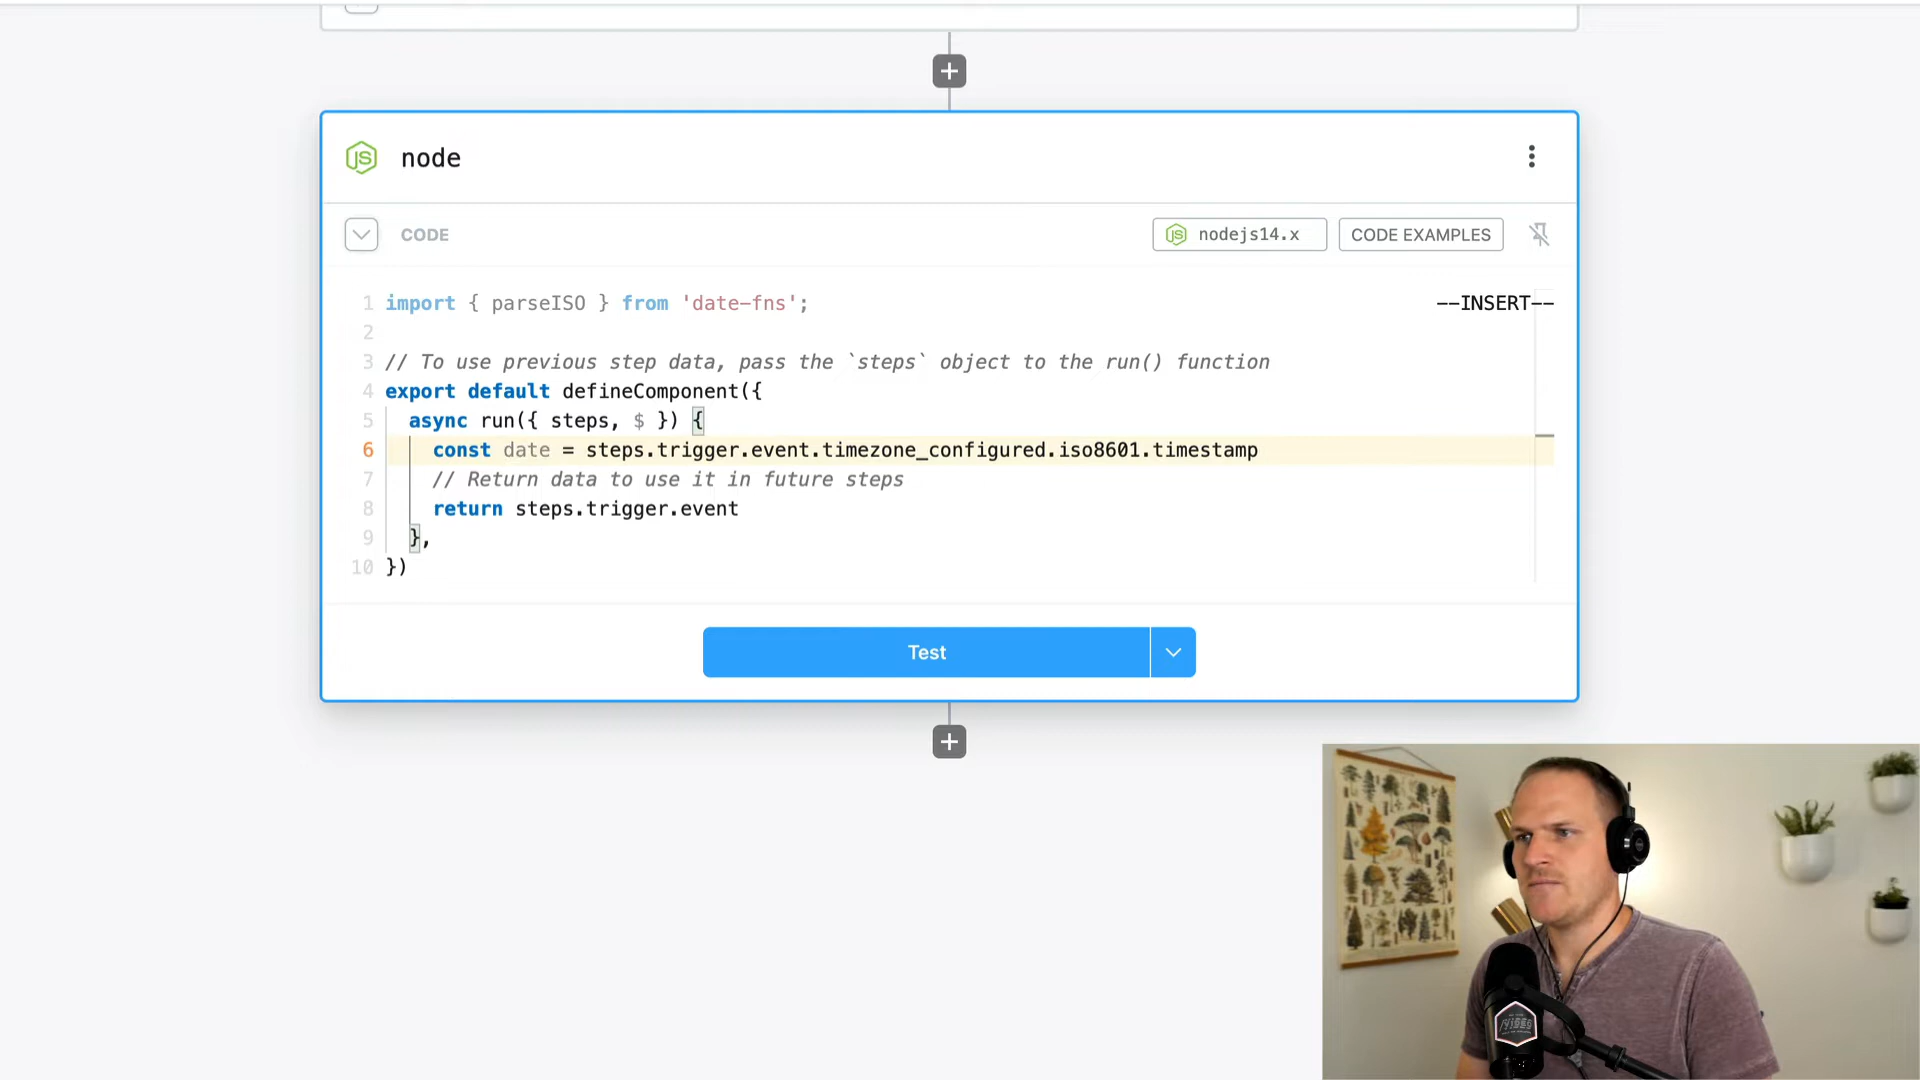 node
CODE
JS nodejs14.x
CODE EXAMPLES
1 import { parseISO } from 'date-fns';
--INSERT--
2
3 // To use previous step data, pass the `steps` object to the run() function
4 export default defineComponent({
5 async run({ steps, $ }) {
6 const date = steps.trigger.event.timezone_configured.iso8601.timestamp
7 // Return data to use it in future steps
8 return steps.trigger.event
9 },
10 })
Test